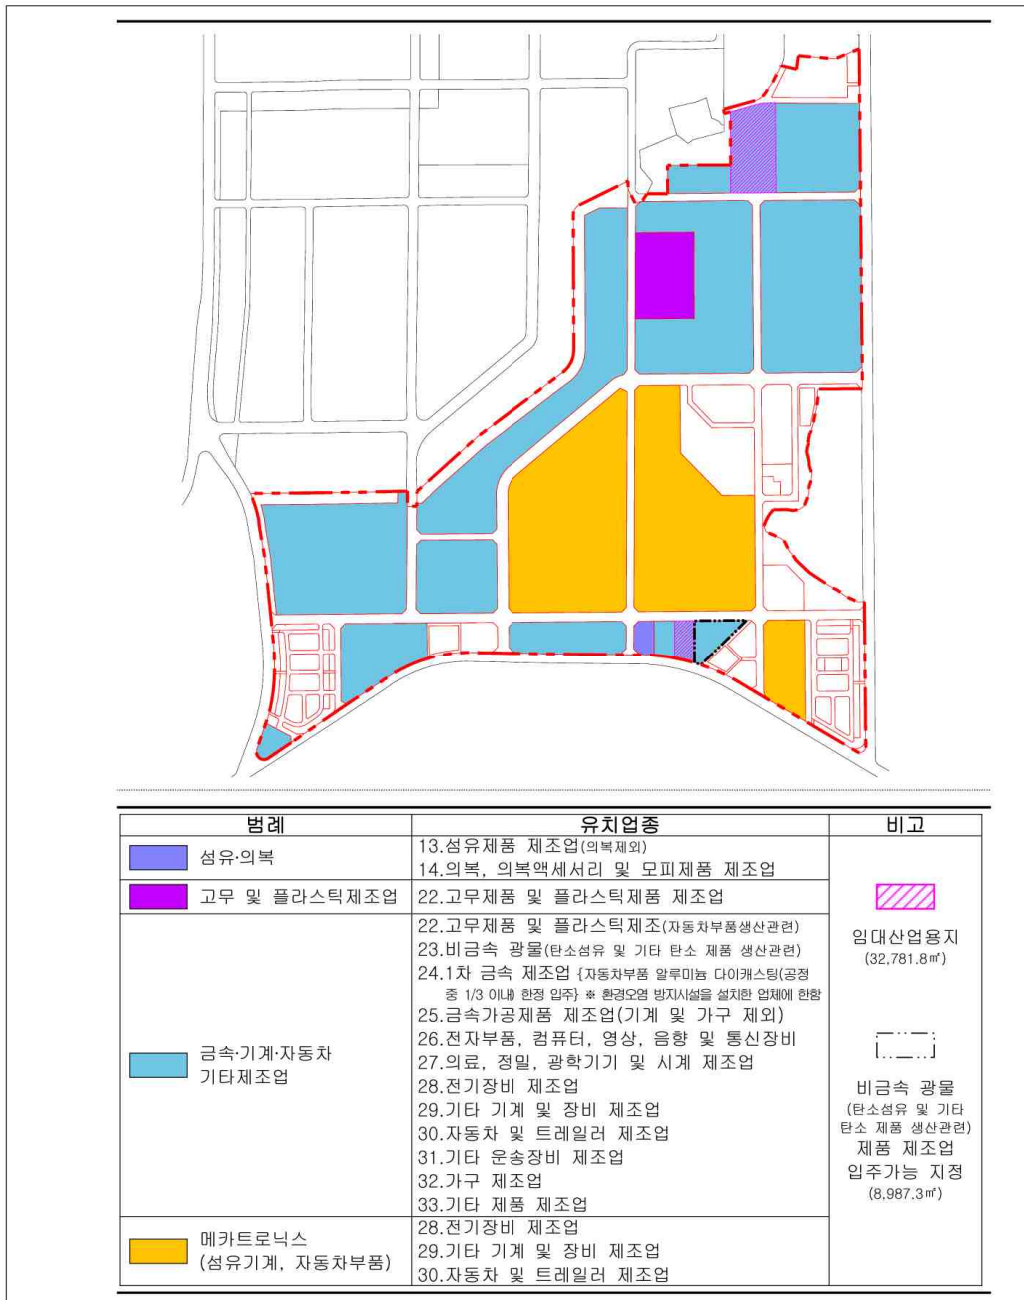 범례
유치업종
비고
섬유·의복
13.섬유제품 제조업(의복제외)
14.의복, 의복액세서리 및 모피제품 제조업
고무 및 플라스틱제조업
22.고무제품 및 플라스틱제품 제조업
금속·기계·자동차
기타제조업
22.고무제품 및 플라스틱제조(자동차부품생산관련)
23.비금속 광물(탄소섬유 및 기타 탄소 제품 생산관련)
24.1차 금속 제조업 {자동차부품 알루미늄 다이캐스팅(공정
중 1/3 이내) 한정 입주} ※ 환경오염 방지시설을 설치한 업체에 한함
25.금속가공제품 제조업(기계 및 가구 제외)
26.전자부품, 컴퓨터, 영상, 음향 및 통신장비
27.의료, 정밀, 광학기기 및 시계 제조업
28.전기장비 제조업
29.기타 기계 및 장비 제조업
30.자동차 및 트레일러 제조업
31.기타 운송장비 제조업
32.가구 제조업
33.기타 제품 제조업
메카트로닉스
(섬유기계, 자동차부품)
28.전기장비 제조업
29.기타 기계 및 장비 제조업
30.자동차 및 트레일러 제조업
임대산업용지
(32,781.8㎡)
비금속 광물
(탄소섬유 및 기타
탄소 제품 생산관련)
제품 제조업
입주가능 지정
(8,987.3㎡)